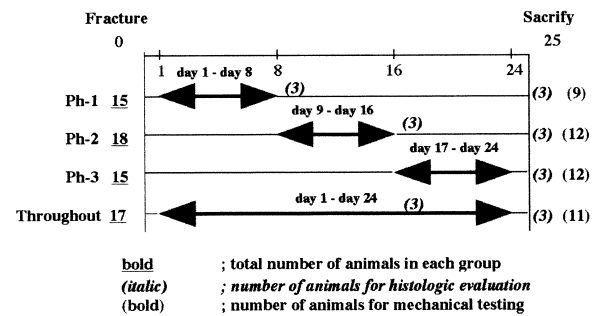 Fracture Sacrify
0 25
1 8 16 24
day 1 - day 8
Ph-1 15 (3) (3) (9)
day 9 - day 16
Ph-2 18 (3) (3) (12)
day 17 - day 24
Ph-3 15 (3) (12)
day 1 - day 24
Throughout 17 (3) (3) (11)
bold ; total number of animals in each group
(italic) ; number of animals for histologic evaluation
(bold) ; number of animals for mechanical testing